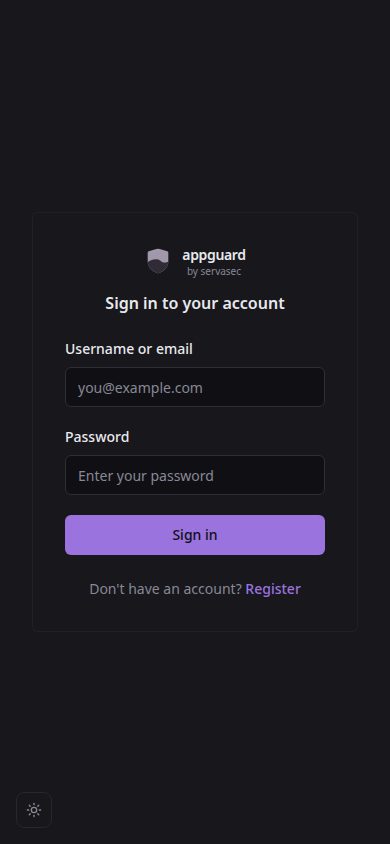 appguard
by servasec
Sign in to your account
Username or email
you@example.com
Password
Enter your password
Sign in
Don't have an account? Register